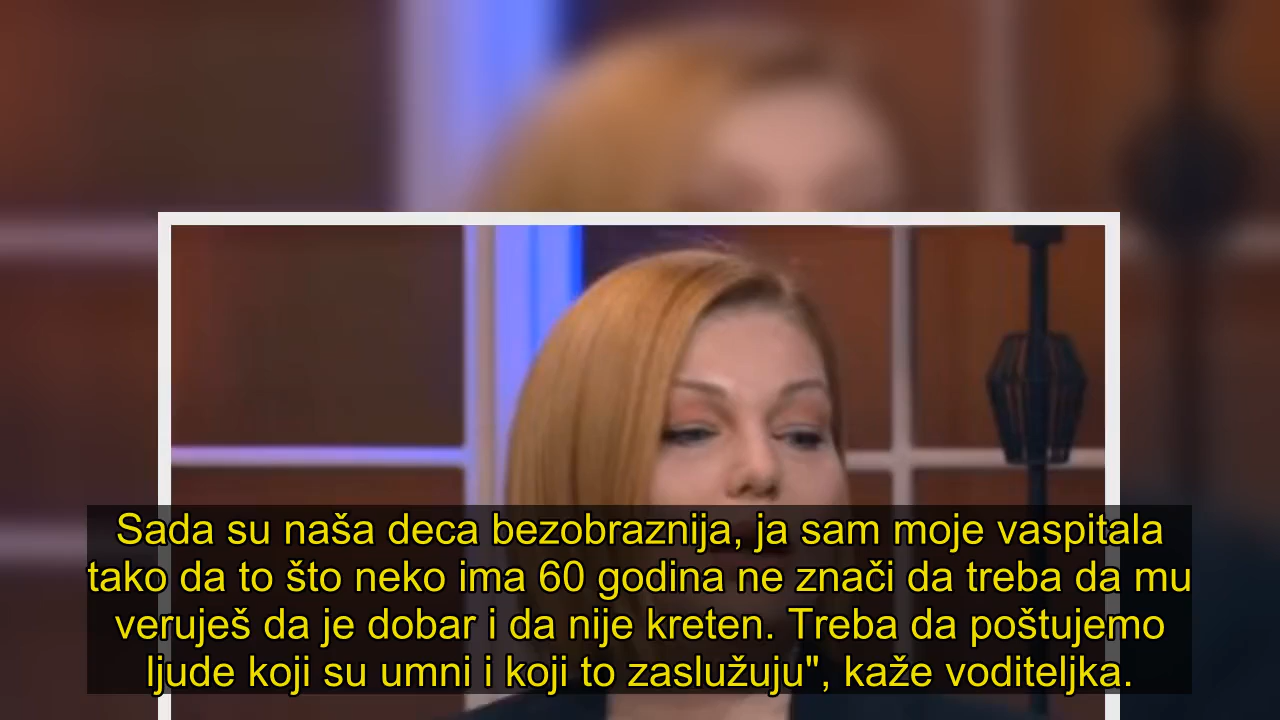 Sada su naša deca bezobraznija, ja sam moje vaspitala
tako da to što neko ima 60 godina ne znači da treba da mu
veruješ da je dobar i da nije kreten. Treba da poštujemo
ljude koji su umni i koji to zaslužuju", kaže voditeljka.